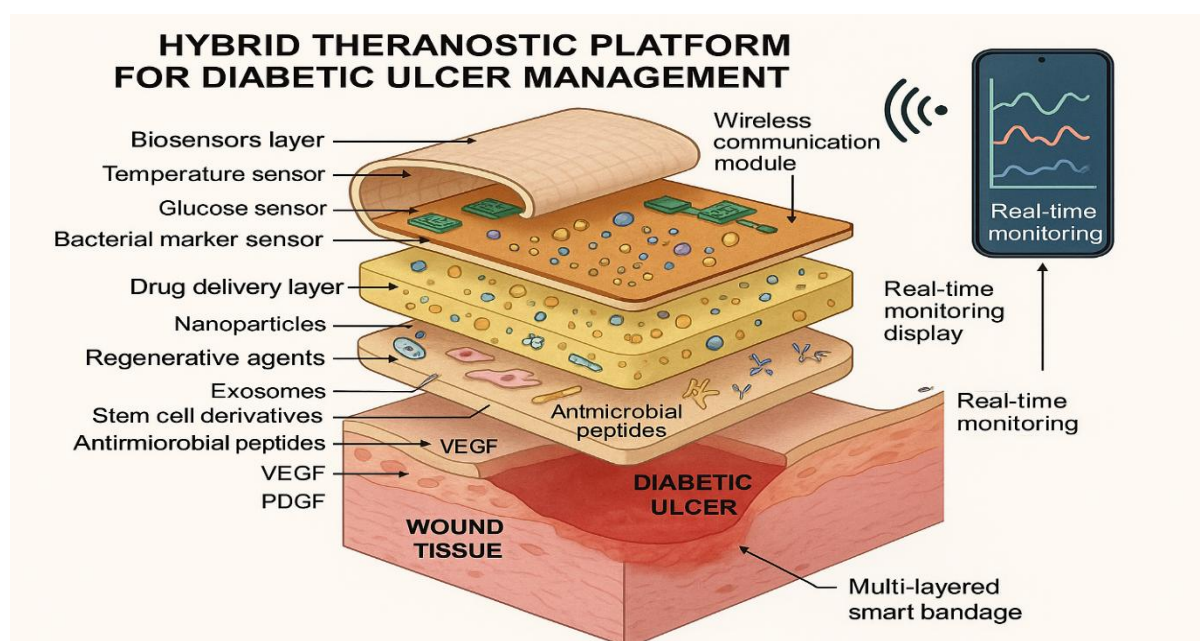 HYBRID THERANOSTIC PLATFORM
FOR DIABETIC ULCER MANAGEMENT
Biosensors layer
Temperature sensor
Glucose sensor
Bacterial marker sensor
Drug delivery layer
Nanoparticles
Regenerative agents
Exosomes
Stem cell derivatives
Antirmiorobial peptides
VEGF
PDGF
Wireless
communication
module
Real-time
monitoring
Real-time
monitoring
display
Real-time
monitoring
Antmicrobial
peptides
VEGF
DIABETIC
ULCER
WOUND
TISSUE
Multi-layered
smart bandage